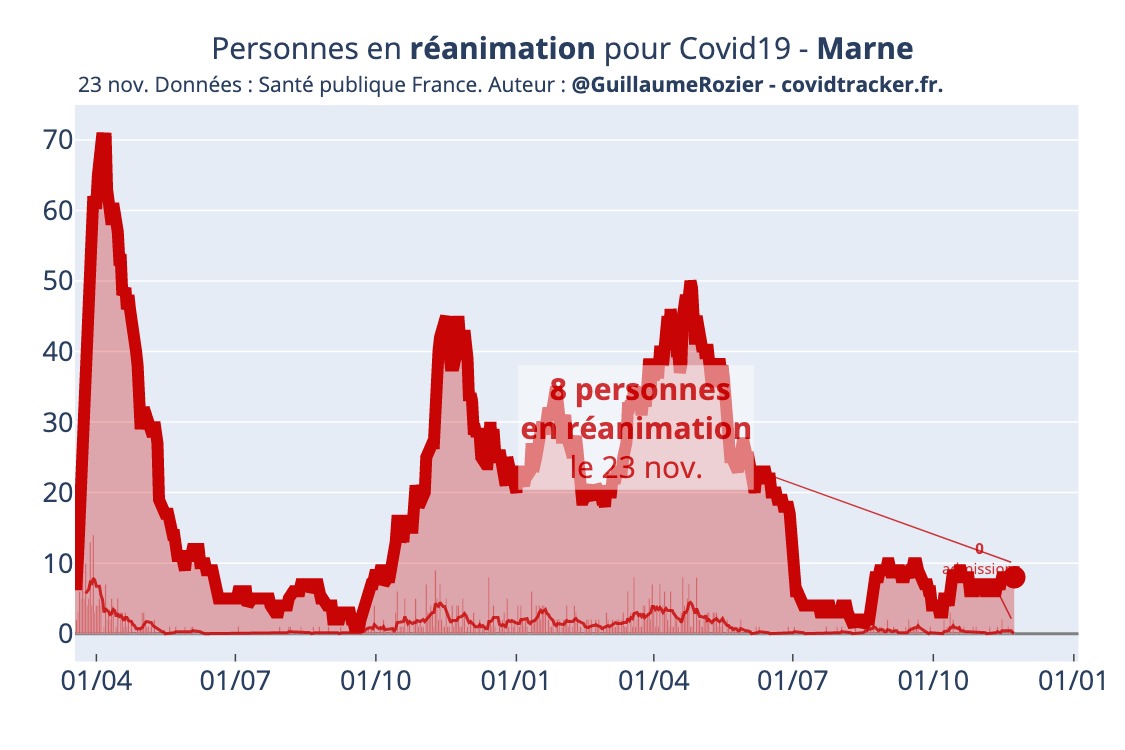 Personnes en réanimation pour Covid19 - Marne
23 nov. Données : Santé publique France. Auteur : @GuillaumeRozier - covidtracker.fr.
70
60
50
40
30
20
10
0
8 personnes
en réanimation
le 23 nov.
0
admission
01/04
01/07
01/10
01/01
01/04
01/07
01/10
01/01